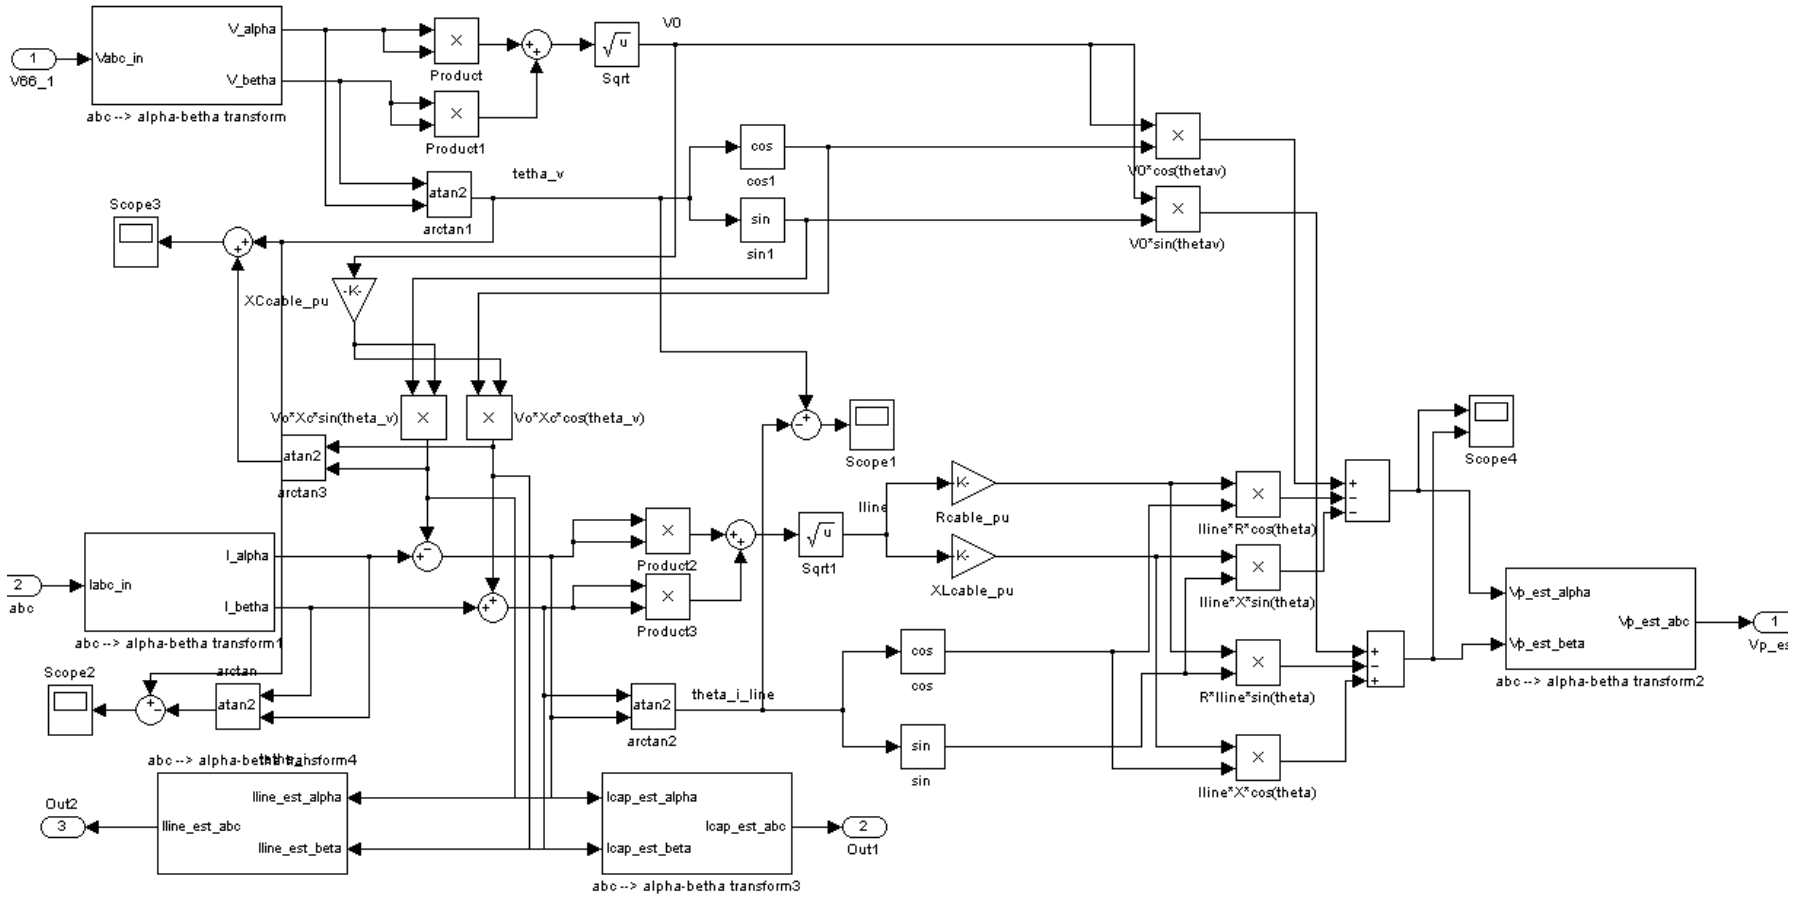 V0
V_alpha
1
Vabc_in
u
V66_1
Product
Sqrt
V_betha
abc --> alpha-betha transform
Product1
cos
V0*cos(thetav)
tetha_v
cos1
atan2
Scope3
arctan1
sin
V0*sin(thetav)
sin1
-K-
XCcable_pu
Vo*Xc*sin(theta_v)
Vo*Xc*cos(theta_v)
atan2
Scope1
Scope4
arctan3
K-
Iline
Rcable_pu
Iline*R*cos(theta)
u
I_alpha
K-
Product2
Sqrt1
2
Iabc_in
XLcable_pu
Iline*X*sin(theta)
Vp_est_alpha
abc
I_betha
Product3
Vp_est_abc
1
abc --> alpha-betha transform1
Vp_est_beta
Vp_es
cos
Scope2
arctan
cos
abc --> alpha-betha transform2
theta_i_line
R*Iline*sin(theta)
atan2
atan2
arctan2
sin
abc --> alpha-betha transform4
sin
Iline*X*cos(theta)
Iline_est_alpha
Icap_est_alpha
Out2
3
Iline_est_abc
Icap_est_abc
2
Iline_est_beta
Icap_est_beta
Out1
abc --> alpha-betha transform3